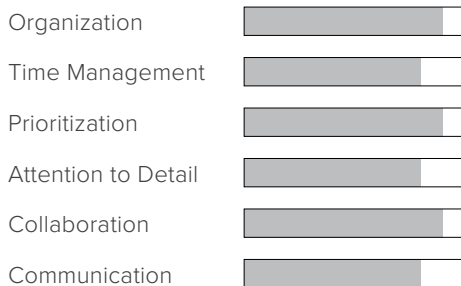 Organization
Time Management
Prioritization
Attention to Detail
Collaboration
Communication